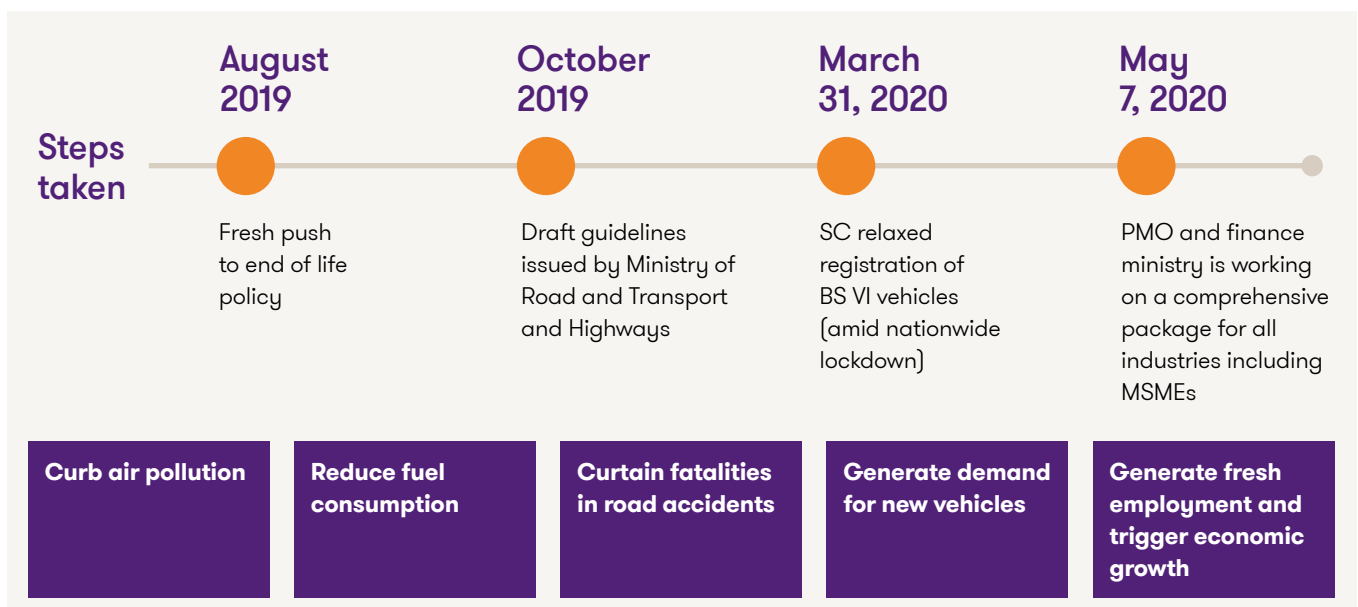 August
2019
October
2019
March
31, 2020
May
7, 2020
Steps
taken
Fresh push
to end of life
policy
Draft guidelines
issued by Ministry of
Road and Transport
and Highways
SC relaxed
registration of
BS VI vehicles
(amid nationwide
lockdown)
PMO and finance
ministry is working
on a comprehensive
package for all
industries including
MSMEs
Curb air pollution
Reduce fuel
consumption
Curtain fatalities
in road accidents
Generate demand
for new vehicles
Generate fresh
employment and
trigger economic
growth